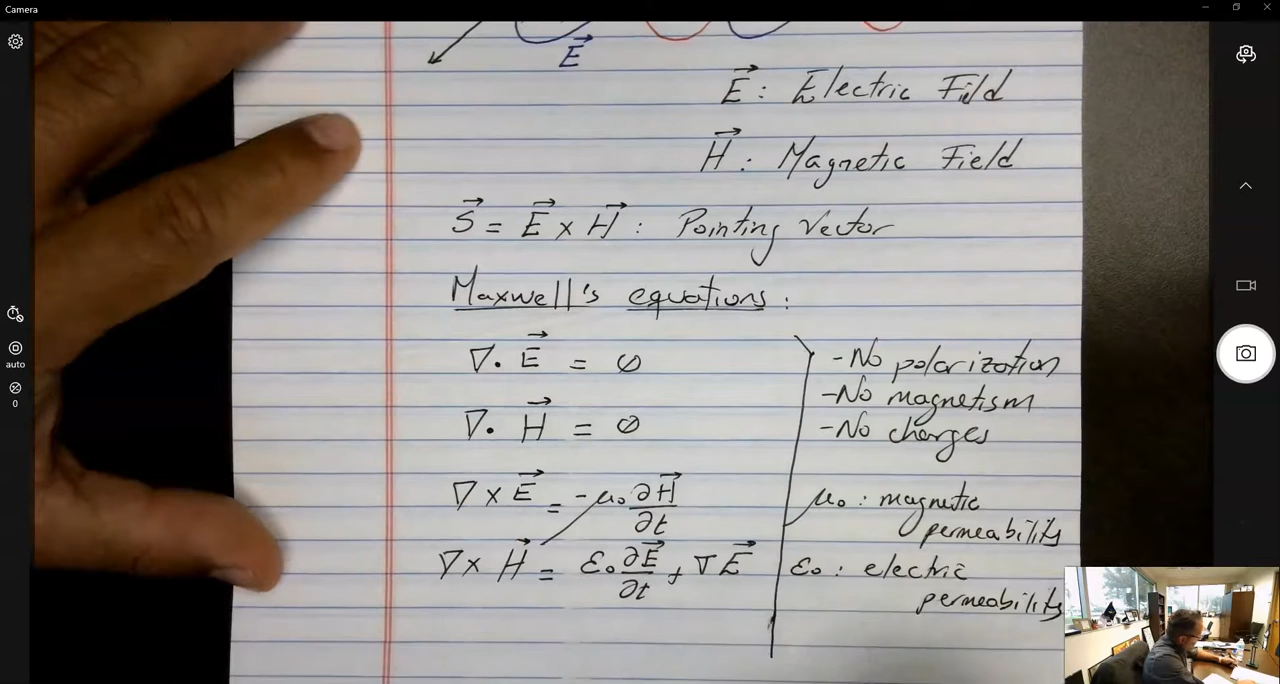 Camera
E⃗
E⃗ : Electric Field
H⃗ : Magnetic Field
S⃗ = E⃗ × H⃗ : Pointing Vector
Maxwell's equations :
∇· E⃗ = 0
-No polarization
∇· H⃗ = 0
-No magnetism
-No charges
∇ × E⃗ = -μ₀ ∂H⃗/∂t
μ₀ : magnetic
permeability
∇ × H⃗ = ε₀ ∂E⃗/∂t + ∇E⃗
ε₀ : electric
permeability
auto
0